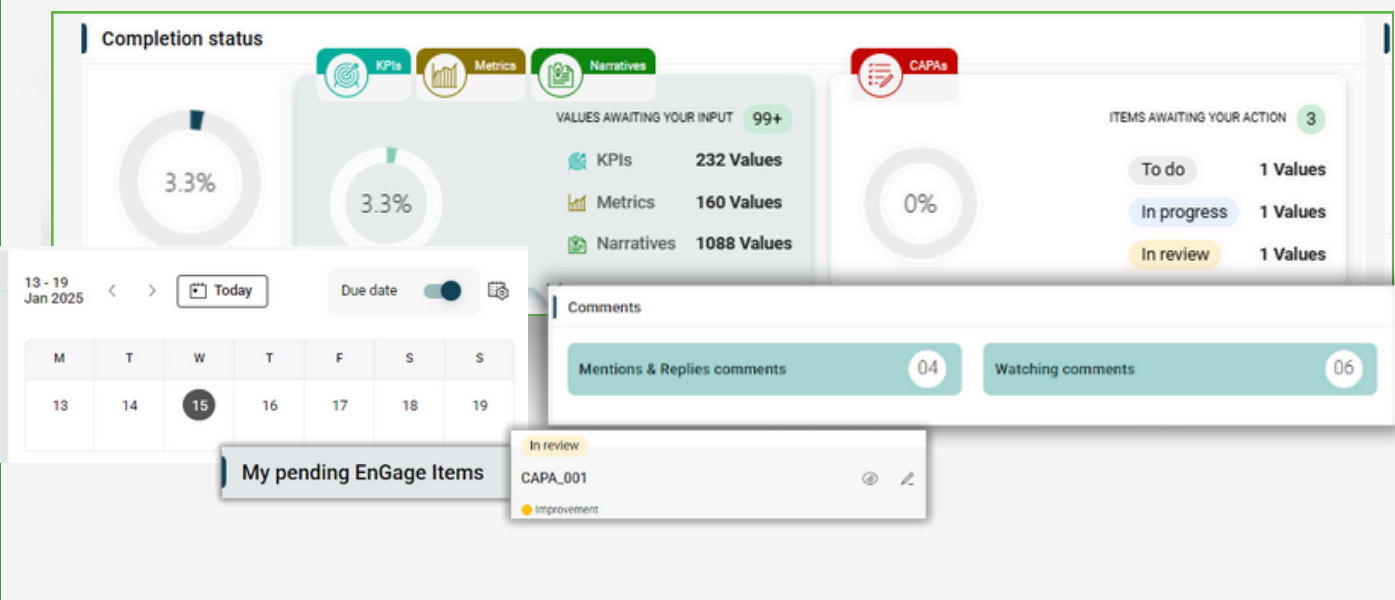 Completion status
KPIs
Metrics
Narratives
CAPAs
3.3%
3.3%
VALUES AWAITING YOUR INPUT 99+
KPIs 232 Values
Metrics 160 Values
Narratives 1088 Values
0%
ITEMS AWAITING YOUR ACTION 3
To do 1 Values
In progress 1 Values
In review 1 Values
13 - 19
Jan 2025
Today
Due date
M T W T F S S
13 14 15 16 17 18 19
Comments
Mentions & Replies comments 04
Watching comments 06
My pending EnGage Items
In review
CAPA_001
Improvement